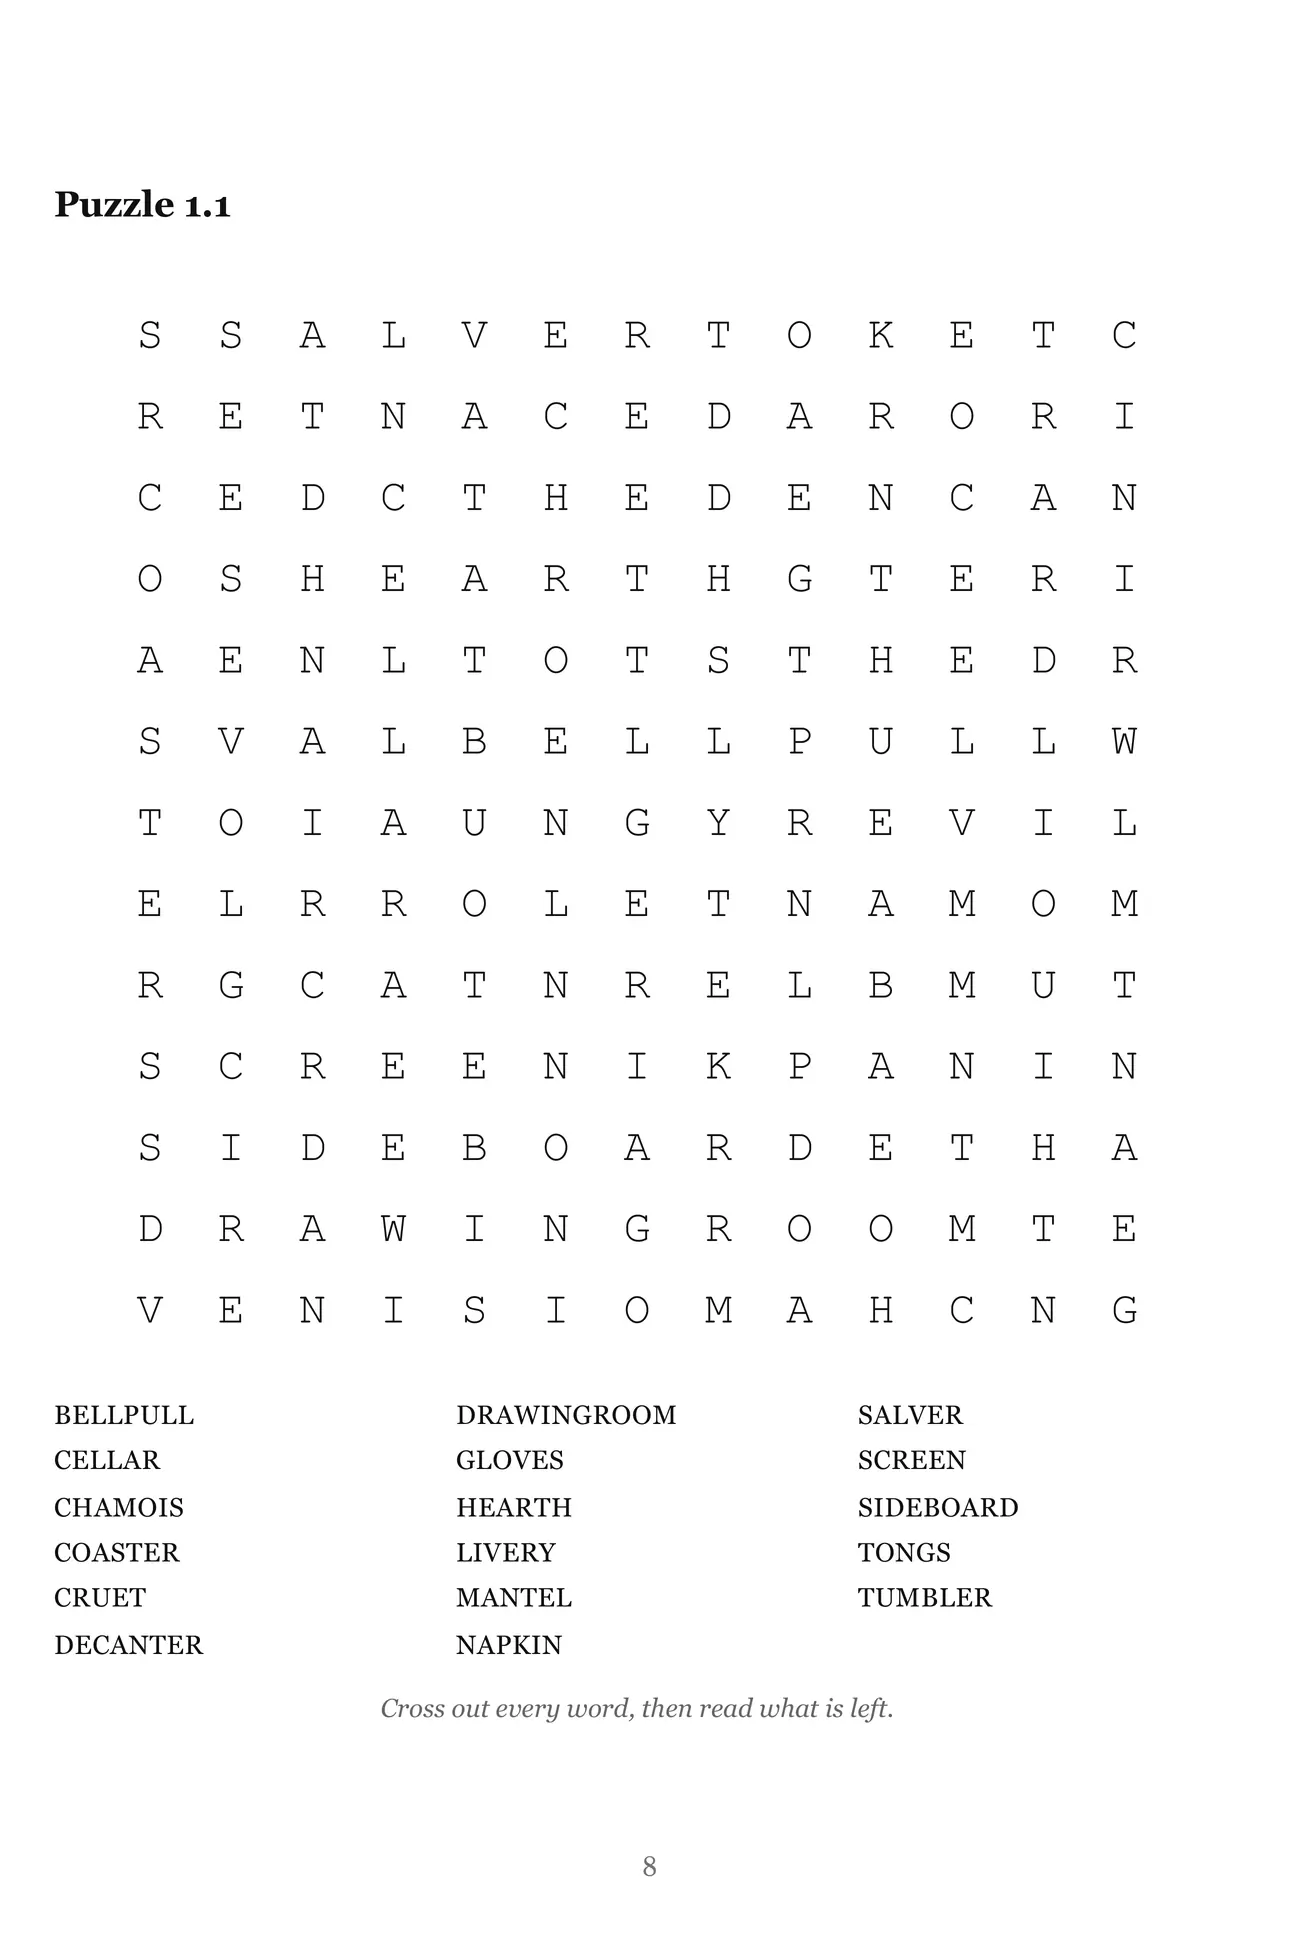 Puzzle 1.1
S S A L V E R T O K E T C
R E T N A C E D A R O R I
C E D C T H E D E N C A N
O S H E A R T H G T E R I
A E N L T O T S T H E D R
S V A L B E L L P U L L W
T O I A U N G Y R E V I L
E L R R O L E T N A M O M
R G C A T N R E L B M U T
S C R E E N I K P A N I N
S I D E B O A R D E T H A
D R A W I N G R O O M T E
V E N I S I O M A H C N G
BELLPULL DRAWINGROOM SALVER
CELLAR GLOVES SCREEN
CHAMOIS HEARTH SIDEBOARD
COASTER LIVERY TONGS
CRUET MANTEL TUMBLER
DECANTER NAPKIN
Cross out every word, then read what is left.
8